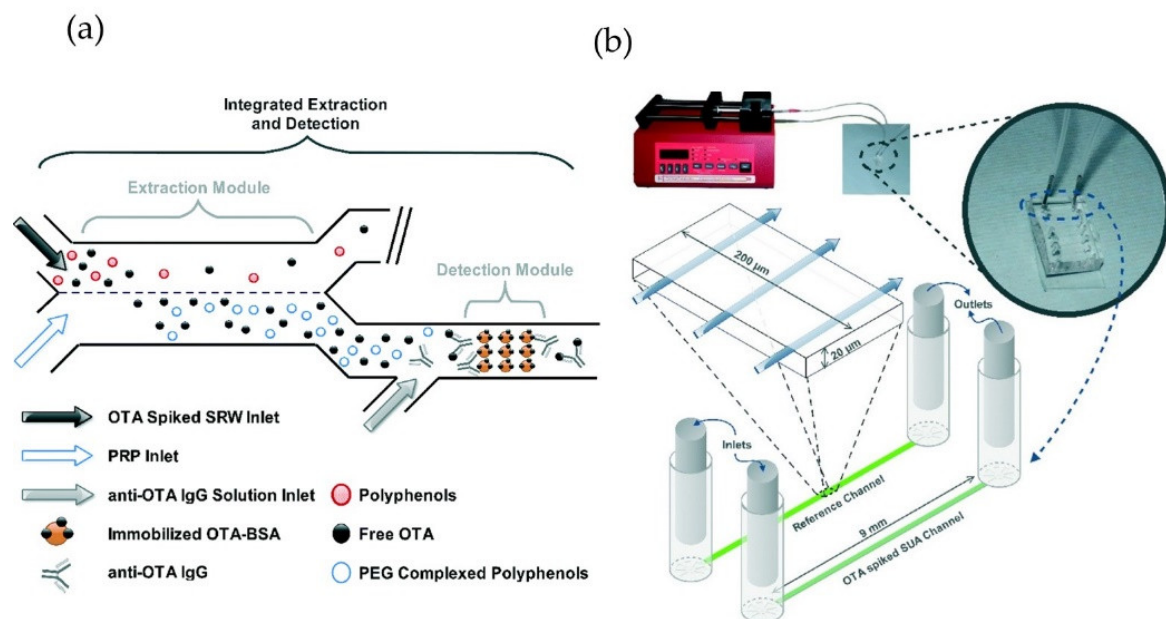 (a)
Integrated Extraction
and Detection
Extraction Module
Detection Module
OTA Spiked SRW Inlet
PRP Inlet
anti-OTA IgG Solution Inlet
Immobilized OTA-BSA
anti-OTA IgG
Polyphenols
Free OTA
PEG Complexed Polyphenols
(b)
200 µm
20 µm
Outlets
Inlets
Reference Channel
9 mm
OTA spiked SUA Channel